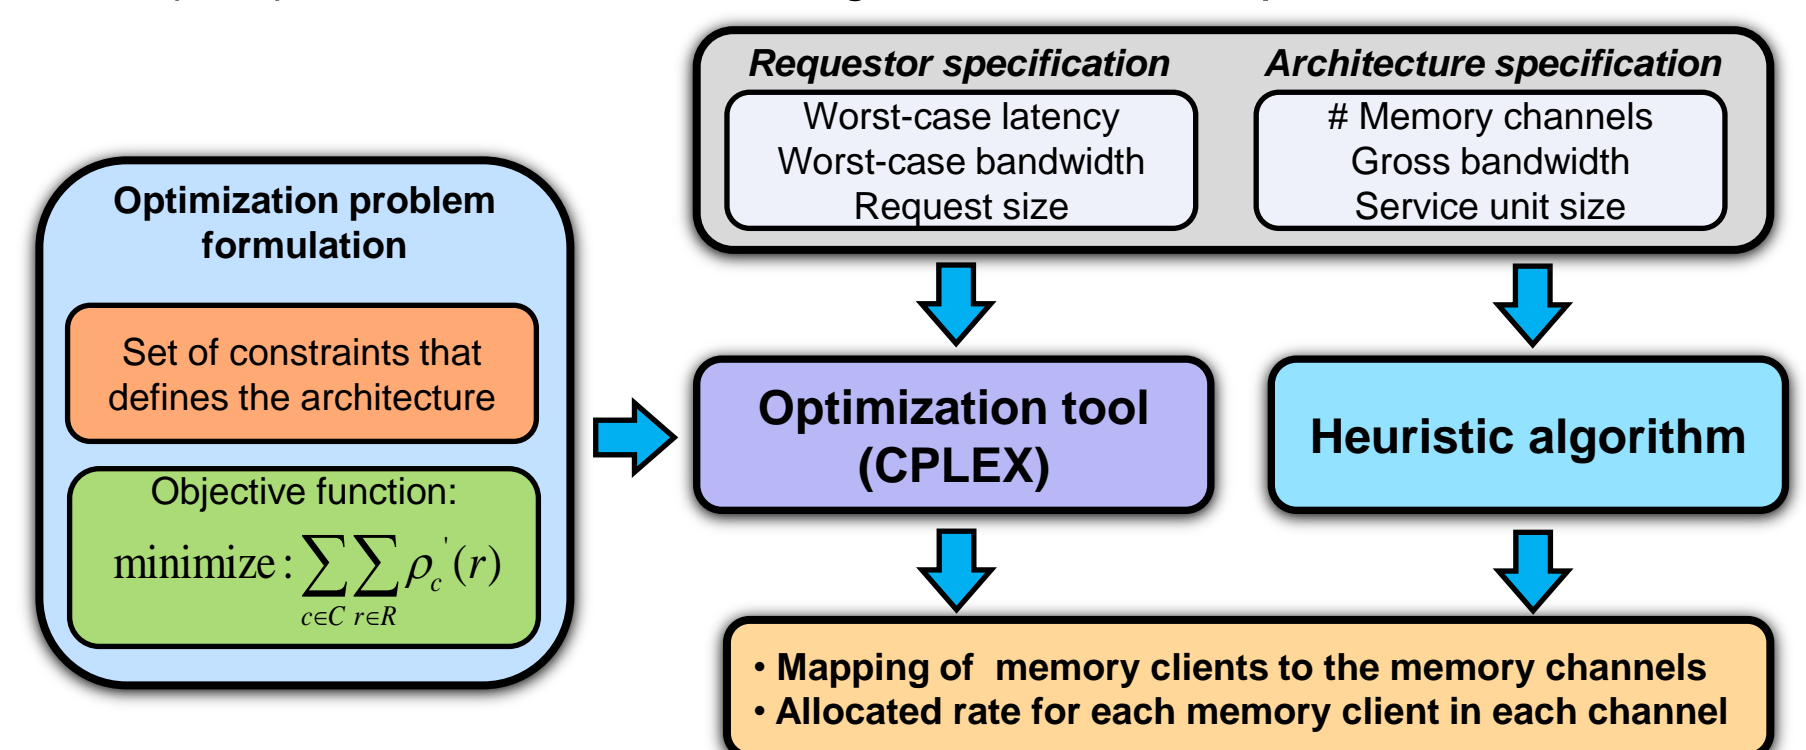 Requestor specification
Architecture specification
Worst-case latency
Worst-case bandwidth
Request size
# Memory channels
Gross bandwidth
Service unit size
Optimization problem
formulation
Set of constraints that
defines the architecture
Objective function:
minimize : ∑∑ρc'(r)
c∈C r∈R
Optimization tool
(CPLEX)
Heuristic algorithm
• Mapping of  memory clients to the memory channels
• Allocated rate for each memory client in each channel